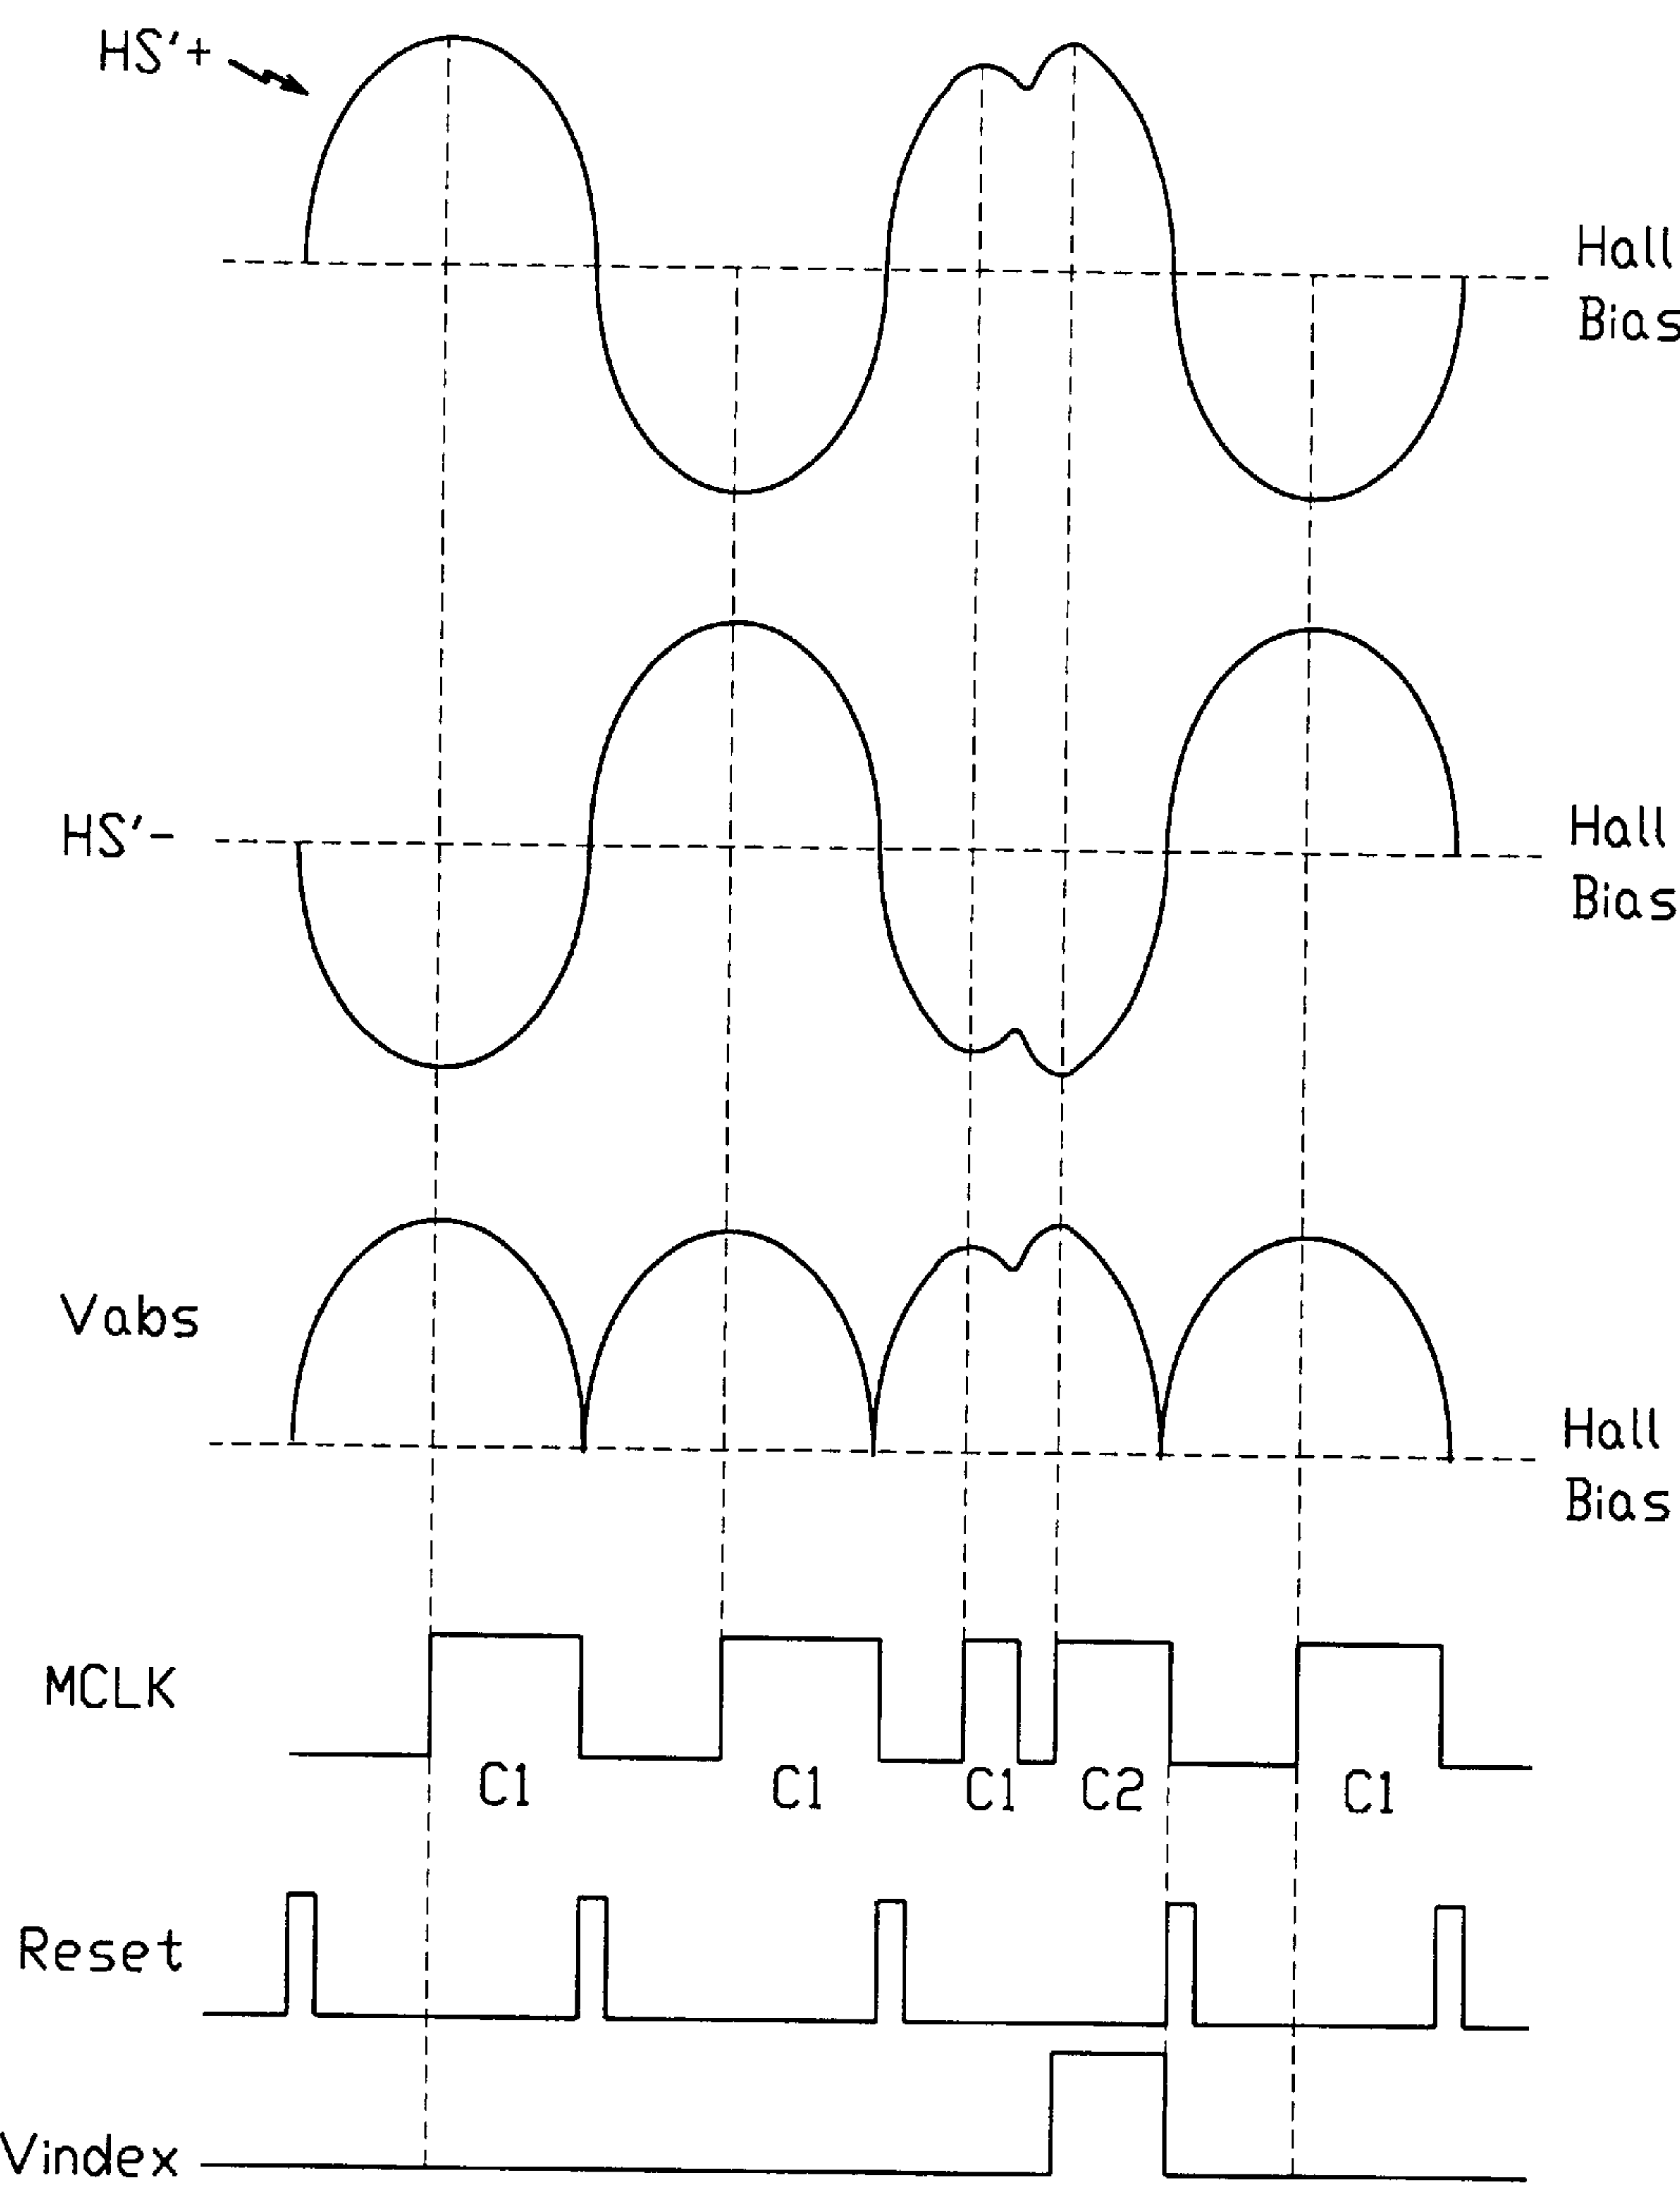 HS'+
Hall
Bias
HS'-
Hall
Bias
Vabs
Hall
Bias
MCLK
C1
C1
C1
C2
C1
Reset
Vindex